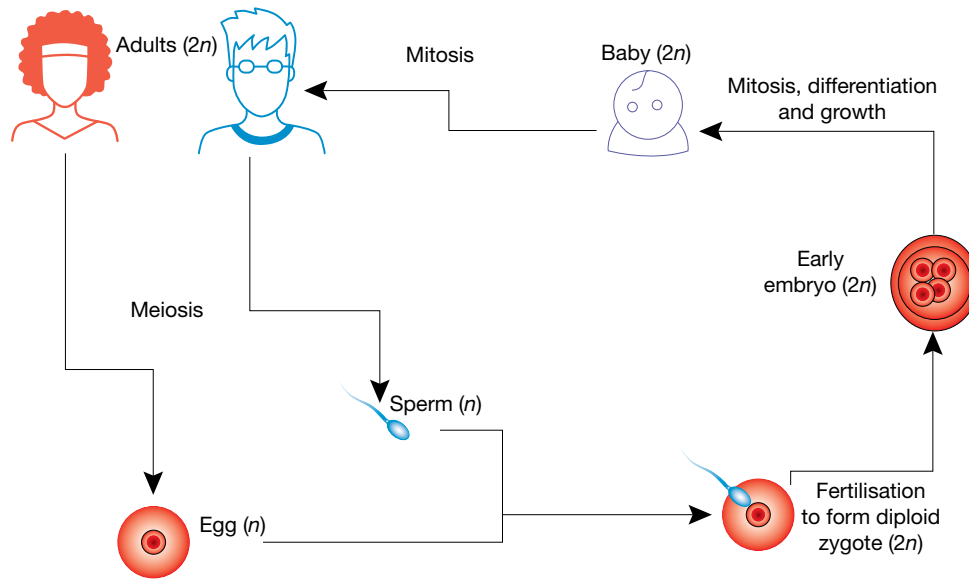 Adults (2n)
Mitosis
Baby (2n)
Mitosis, differentiation
and growth
Early
embryo (2n)
Meiosis
Sperm (n)
Egg (n)
Fertilisation
to form diploid
zygote (2n)